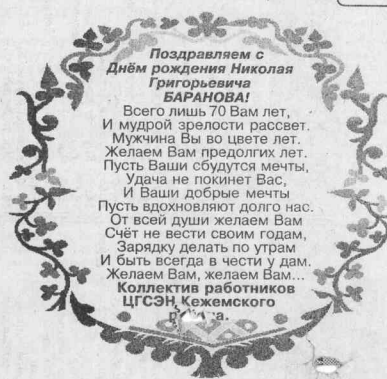 Поздравляем с
Днём рождения Николая
Григорьевича
БАРАНОВА!
Всего лишь 70 Вам лет,
И мудрой зрелости рассвет.
Мужчина Вы во цвете лет.
Желаем Вам предолгих лет.
Пусть Ваши сбудутся мечты,
Удача не покинет Вас,
И Ваши добрые мечты
Пусть вдохновляют долго нас.
От всей души желаем Вам
Счёт не вести своим годам,
Зарядку делать по утрам
И быть всегда в чести у дам.
Желаем Вам, желаем Вам...
Коллектив работников
ЦГСЭН Кежемского